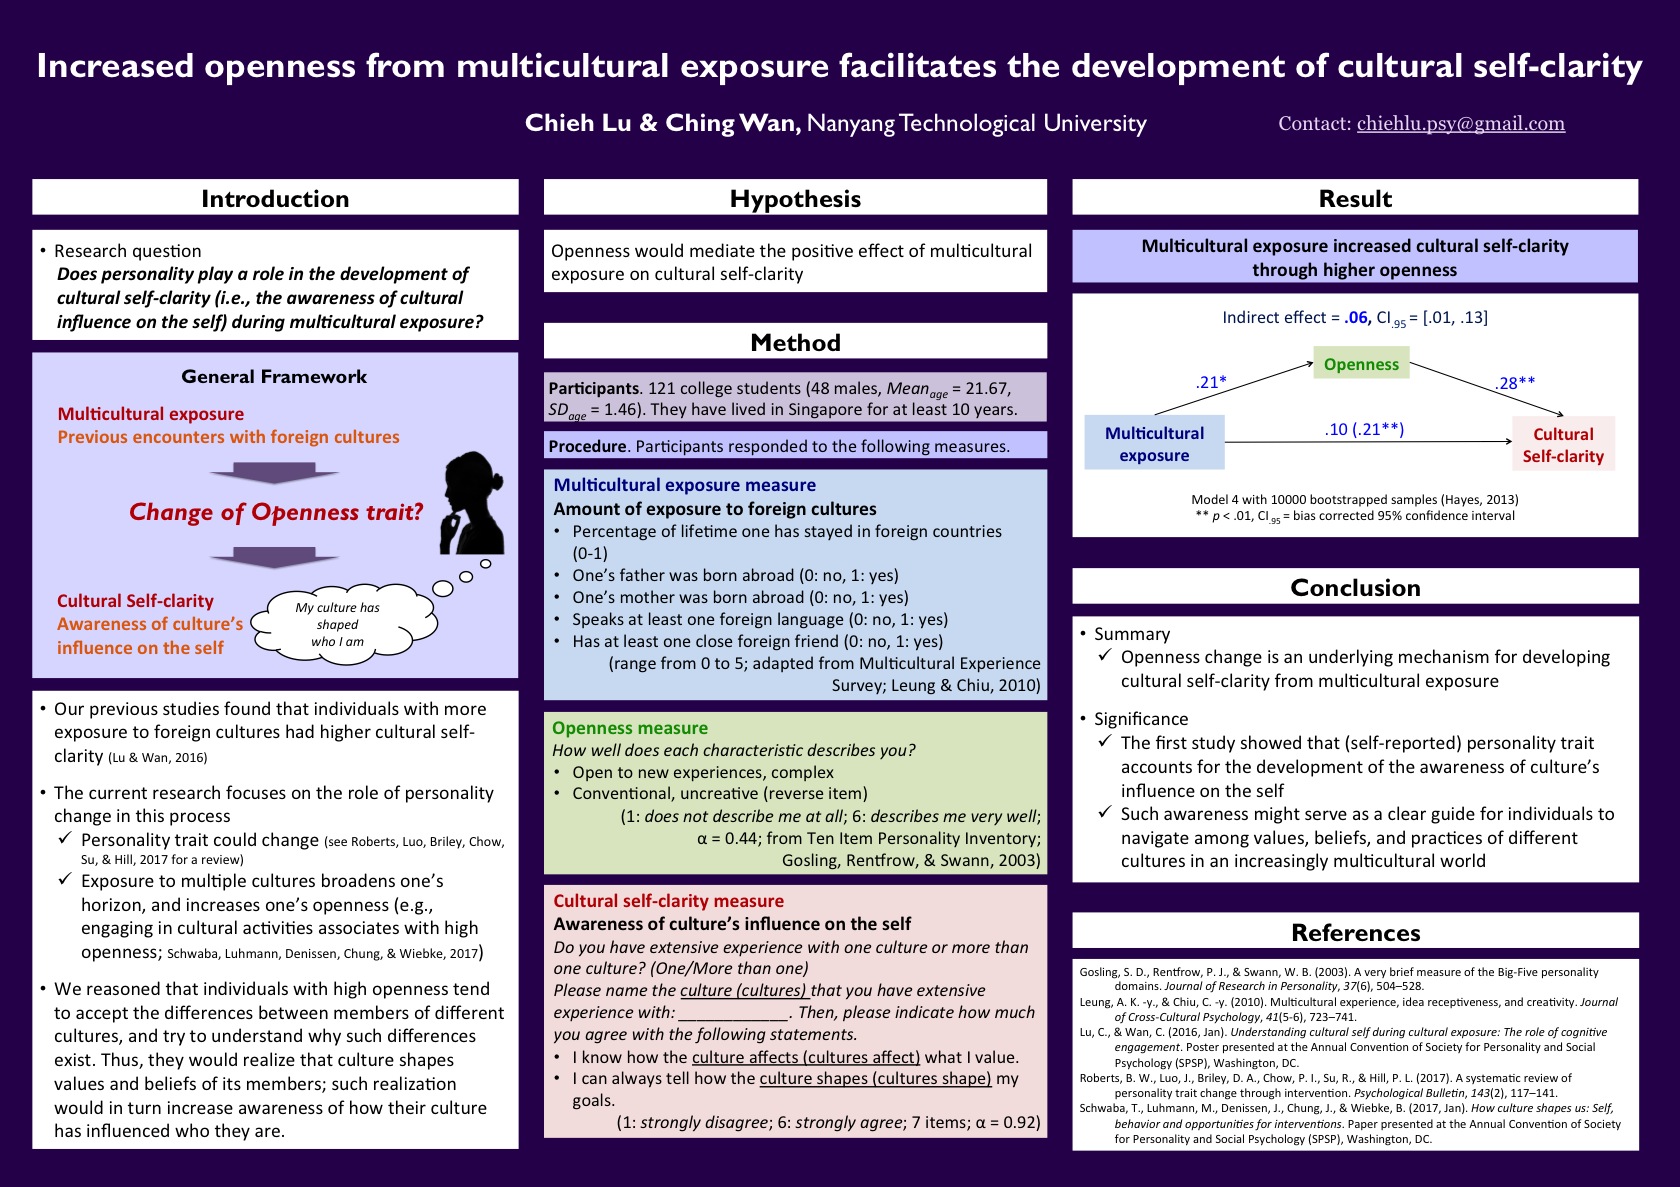 Increased openness from multicultural exposure facilitates the development of cultural self-clarity
Chieh Lu & Ching Wan, Nanyang Technological University
Contact: chiehlu.psy@gmail.com
Introduction
• Research question
Does personality play a role in the development of
cultural self-clarity (i.e., the awareness of cultural
influence on the self) during multicultural exposure?
General Framework
Multicultural exposure
Previous encounters with foreign cultures
Change of Openness trait?
Cultural Self-clarity
Awareness of culture’s
influence on the self
My culture has
shaped
who I am
• Our previous studies found that individuals with more
exposure to foreign cultures had higher cultural self-
clarity (Lu & Wan, 2016)
• The current research focuses on the role of personality
change in this process
✓ Personality trait could change (see Roberts, Luo, Briley, Chow,
Su, & Hill, 2017 for a review)
✓ Exposure to multiple cultures broadens one’s
horizon, and increases one’s openness (e.g.,
engaging in cultural activities associates with high
openness; Schwaba, Luhmann, Denissen, Chung, & Wiebke, 2017)
• We reasoned that individuals with high openness tend
to accept the differences between members of different
cultures, and try to understand why such differences
exist. Thus, they would realize that culture shapes
values and beliefs of its members; such realization
would in turn increase awareness of how their culture
has influenced who they are.
Hypothesis
Openness would mediate the positive effect of multicultural
exposure on cultural self-clarity
Method
Participants. 121 college students (48 males, Mean age = 21.67,
SD age = 1.46). They have lived in Singapore for at least 10 years.
Procedure. Participants responded to the following measures.
Multicultural exposure measure
Amount of exposure to foreign cultures
• Percentage of lifetime one has stayed in foreign countries
(0-1)
• One’s father was born abroad (0: no, 1: yes)
• One’s mother was born abroad (0: no, 1: yes)
• Speaks at least one foreign language (0: no, 1: yes)
• Has at least one close foreign friend (0: no, 1: yes)
(range from 0 to 5; adapted from Multicultural Experience
Survey; Leung & Chiu, 2010)
Openness measure
How well does each characteristic describes you?
• Open to new experiences, complex
• Conventional, uncreative (reverse item)
(1: does not describe me at all; 6: describes me very well;
α = 0.44; from Ten Item Personality Inventory;
Gosling, Rentfrow, & Swann, 2003)
Cultural self-clarity measure
Awareness of culture’s influence on the self
Do you have extensive experience with one culture or more than
one culture? (One/More than one)
Please name the culture (cultures) that you have extensive
experience with: ____________. Then, please indicate how much
you agree with the following statements.
• I know how the culture affects (cultures affect) what I value.
• I can always tell how the culture shapes (cultures shape) my
goals.
(1: strongly disagree; 6: strongly agree; 7 items; α = 0.92)
Result
Multicultural exposure increased cultural self-clarity
through higher openness
Indirect effect = .06, CI.95 = [.01, .13]
Openness
.21*
.28**
Multicultural
exposure
.10 (.21**)
Cultural
Self-clarity
Model 4 with 10000 bootstrapped samples (Hayes, 2013)
** p < .01, CI.95 = bias corrected 95% confidence interval
Conclusion
• Summary
✓ Openness change is an underlying mechanism for developing
cultural self-clarity from multicultural exposure
• Significance
✓ The first study showed that (self-reported) personality trait
accounts for the development of the awareness of culture’s
influence on the self
✓ Such awareness might serve as a clear guide for individuals to
navigate among values, beliefs, and practices of different
cultures in an increasingly multicultural world
References
Gosling, S. D., Rentfrow, P. J., & Swann, W. B. (2003). A very brief measure of the Big-Five personality
domains. Journal of Research in Personality, 37(6), 504–528.
Leung, A. K. -y., & Chiu, C. -y. (2010). Multicultural experience, idea receptiveness, and creativity. Journal
of Cross-Cultural Psychology, 41(5-6), 723–741.
Lu, C., & Wan, C. (2016, Jan). Understanding cultural self during cultural exposure: The role of cognitive
engagement. Poster presented at the Annual Convention of Society for Personality and Social
Psychology (SPSP), Washington, DC.
Roberts, B. W., Luo, J., Briley, D. A., Chow, P. I., Su, R., & Hill, P. L. (2017). A systematic review of
personality trait change through intervention. Psychological Bulletin, 143(2), 117–141.
Schwaba, T., Luhmann, M., Denissen, J., Chung, J., & Wiebke, B. (2017, Jan). How culture shapes us: Self,
behavior and opportunities for interventions. Paper presented at the Annual Convention of Society
for Personality and Social Psychology (SPSP), Washington, DC.